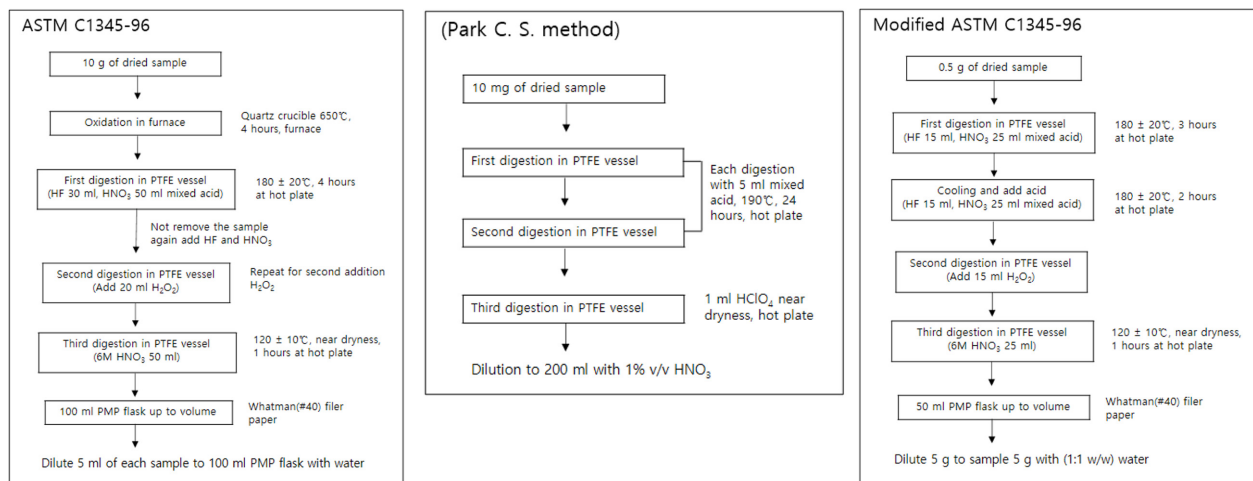 ASTM C1345-96
10 g of dried sample
Oxidation in furnace
Quartz crucible 650℃,
4 hours, furnace
First digestion in PTFE vessel
(HF 30 ml, HNO₃ 50 ml mixed acid)
180 ± 20℃, 4 hours
at hot plate
Not remove the sample
again add HF and HNO₃
Second digestion in PTFE vessel
(Add 20 ml H₂O₂)
Repeat for second addition
H₂O₂
Third digestion in PTFE vessel
(6M HNO₃ 50 ml)
120 ± 10℃, near dryness,
1 hours at hot plate
100 ml PMP flask up to volume
Whatman(#40) filer
paper
Dilute 5 ml of each sample to 100 ml PMP flask with water
(Park C. S. method)
10 mg of dried sample
First digestion in PTFE vessel
Second digestion in PTFE vessel
Each digestion
with 5 ml mixed
acid, 190℃, 24
hours, hot plate
Third digestion in PTFE vessel
1 ml HClO₄ near
dryness, hot plate
Dilution to 200 ml with 1% v/v HNO₃
Modified ASTM C1345-96
0.5 g of dried sample
First digestion in PTFE vessel
(HF 15 ml, HNO₃ 25 ml mixed acid)
180 ± 20℃, 3 hours
at hot plate
Cooling and add acid
(HF 15 ml, HNO₃ 25 ml mixed acid)
180 ± 20℃, 2 hours
at hot plate
Second digestion in PTFE vessel
(Add 15 ml H₂O₂)
Third digestion in PTFE vessel
(6M HNO₃ 25 ml)
120 ± 10℃, near dryness,
1 hours at hot plate
50 ml PMP flask up to volume
Whatman(#40) filer
paper
Dilute 5 g to sample 5 g with (1:1 w/w) water